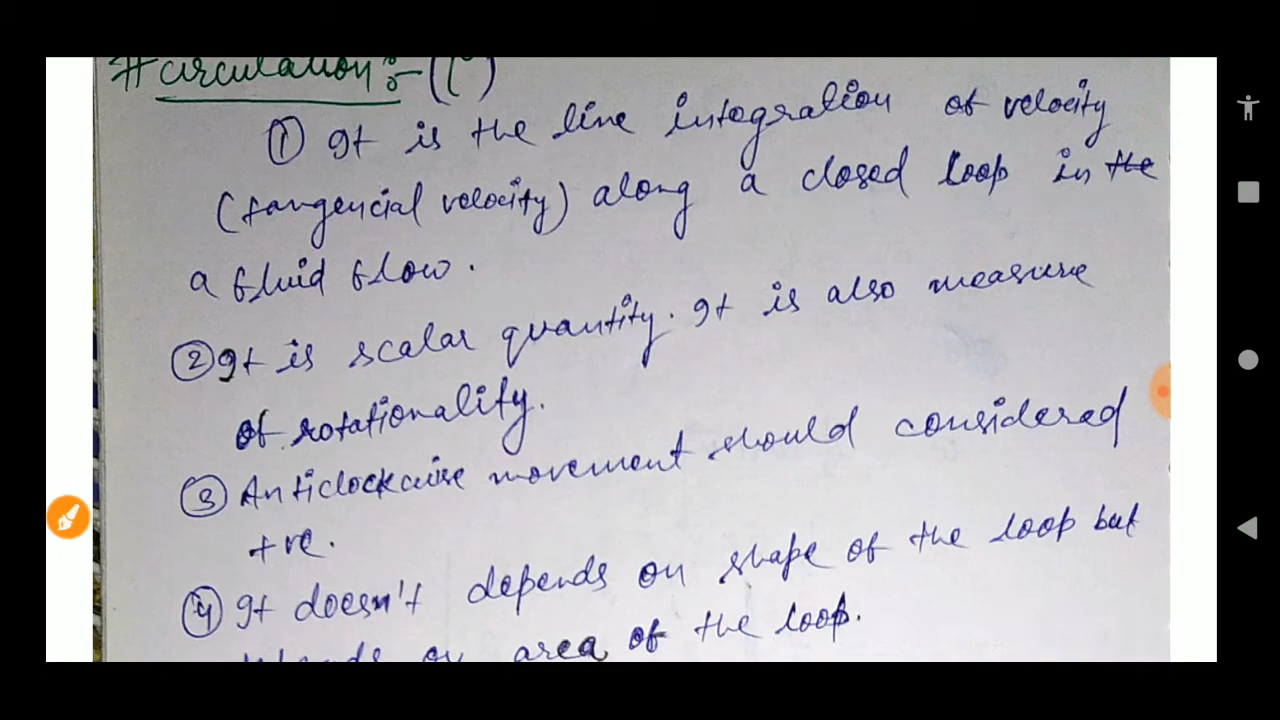 # circulation :- (Γ)
① It is the line integration of velocity
(tangencial velocity) along a closed loop in the
a fluid flow.
② It is scalar quantity. It is also measure
of rotationality.
③ Anticlockwise movement should considered
+ve.
④ It doesn't depends on shape of the loop but
depends on area of the loop.